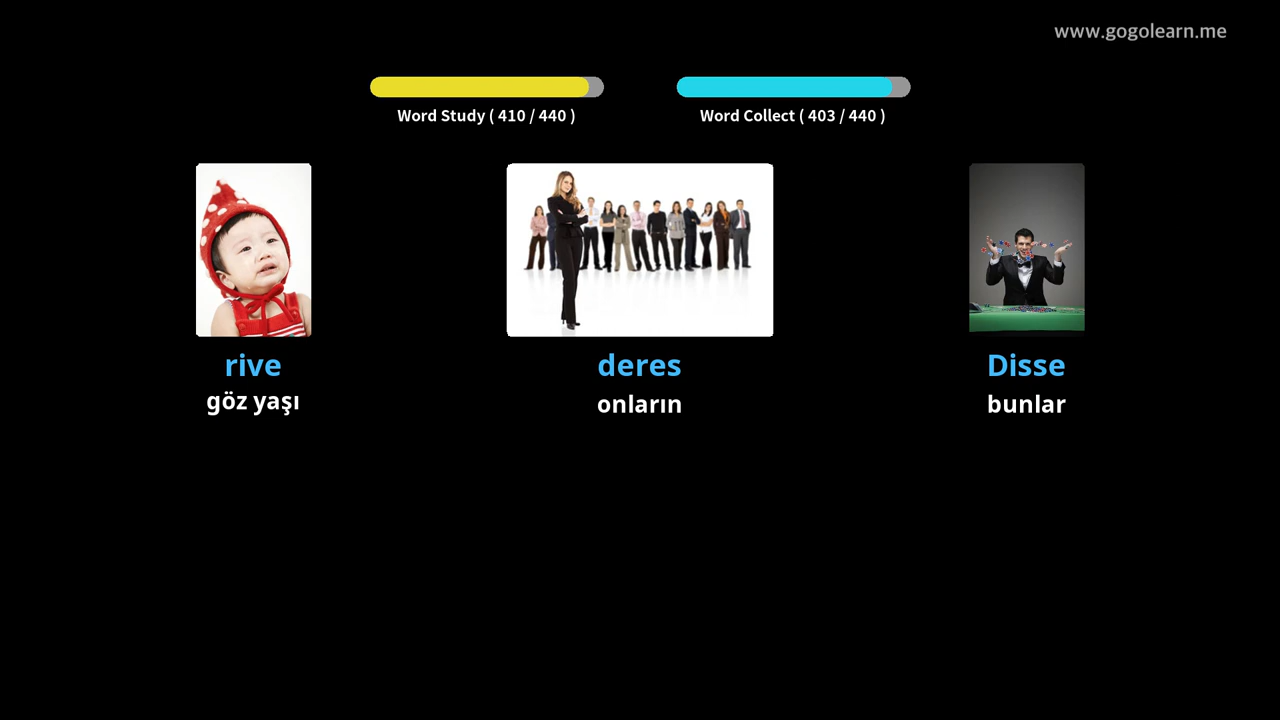 www.gogolearn.me
Word Study ( 410 / 440 )
Word Collect ( 403 / 440 )
rive
deres
Disse
göz yaşı
onların
bunlar